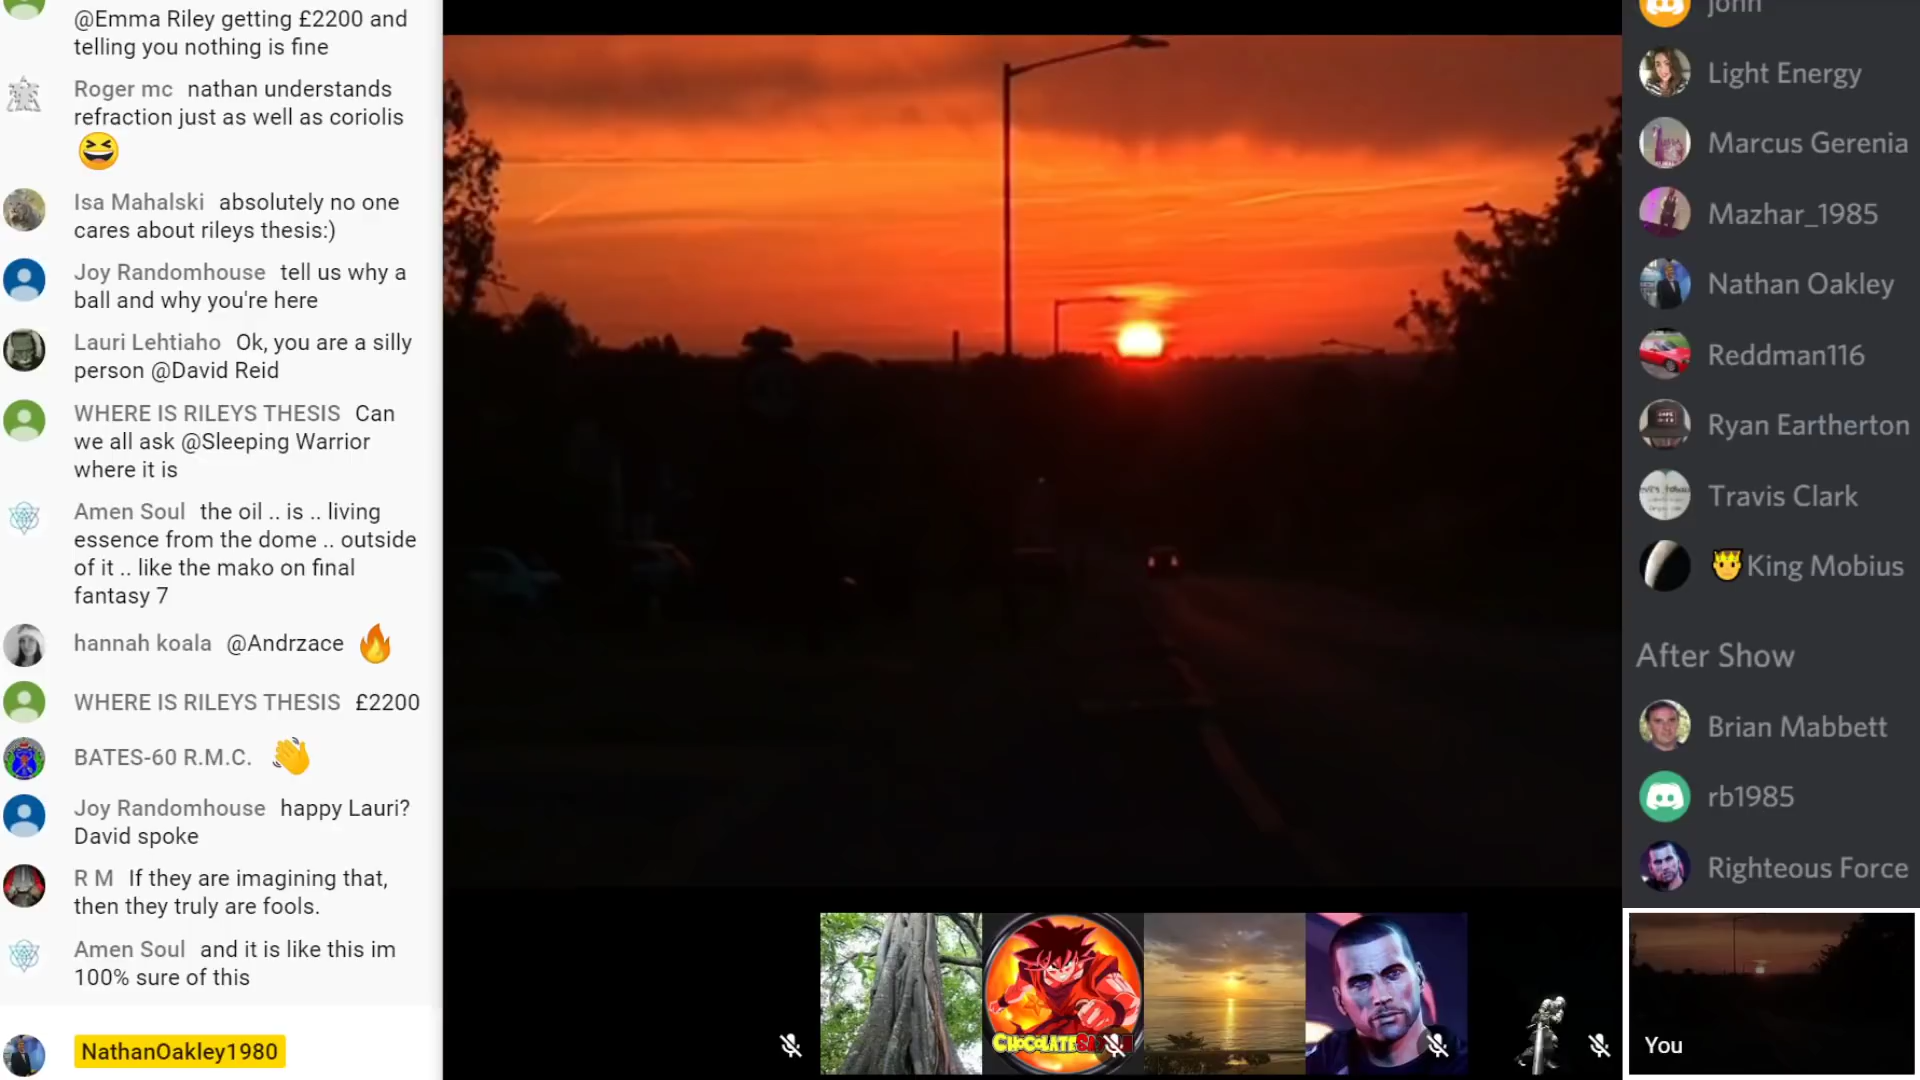 @Emma Riley getting £2200 and
telling you nothing is fine
Roger mc nathan understands
refraction just as well as coriolis
Isa Mahalski absolutely no one
cares about rileys thesis:)
Joy Randomhouse tell us why a
ball and why you're here
Lauri Lehtiaho Ok, you are a silly
person @David Reid
WHERE IS RILEYS THESIS Can
we all ask @Sleeping Warrior
where it is
Amen Soul the oil .. is .. living
essence from the dome .. outside
of it .. like the mako on final
fantasy 7
hannah koala @Andrzace
WHERE IS RILEYS THESIS £2200
BATES-60 R.M.C.
Joy Randomhouse happy Lauri?
David spoke
R M If they are imagining that,
then they truly are fools.
Amen Soul and it is like this im
100% sure of this
NathanOakley1980
john
Light Energy
Marcus Gerenia
Mazhar_1985
Nathan Oakley
Reddman116
Ryan Eartherton
Travis Clark
King Mobius
After Show
Brian Mabbett
rb1985
Righteous Force
You